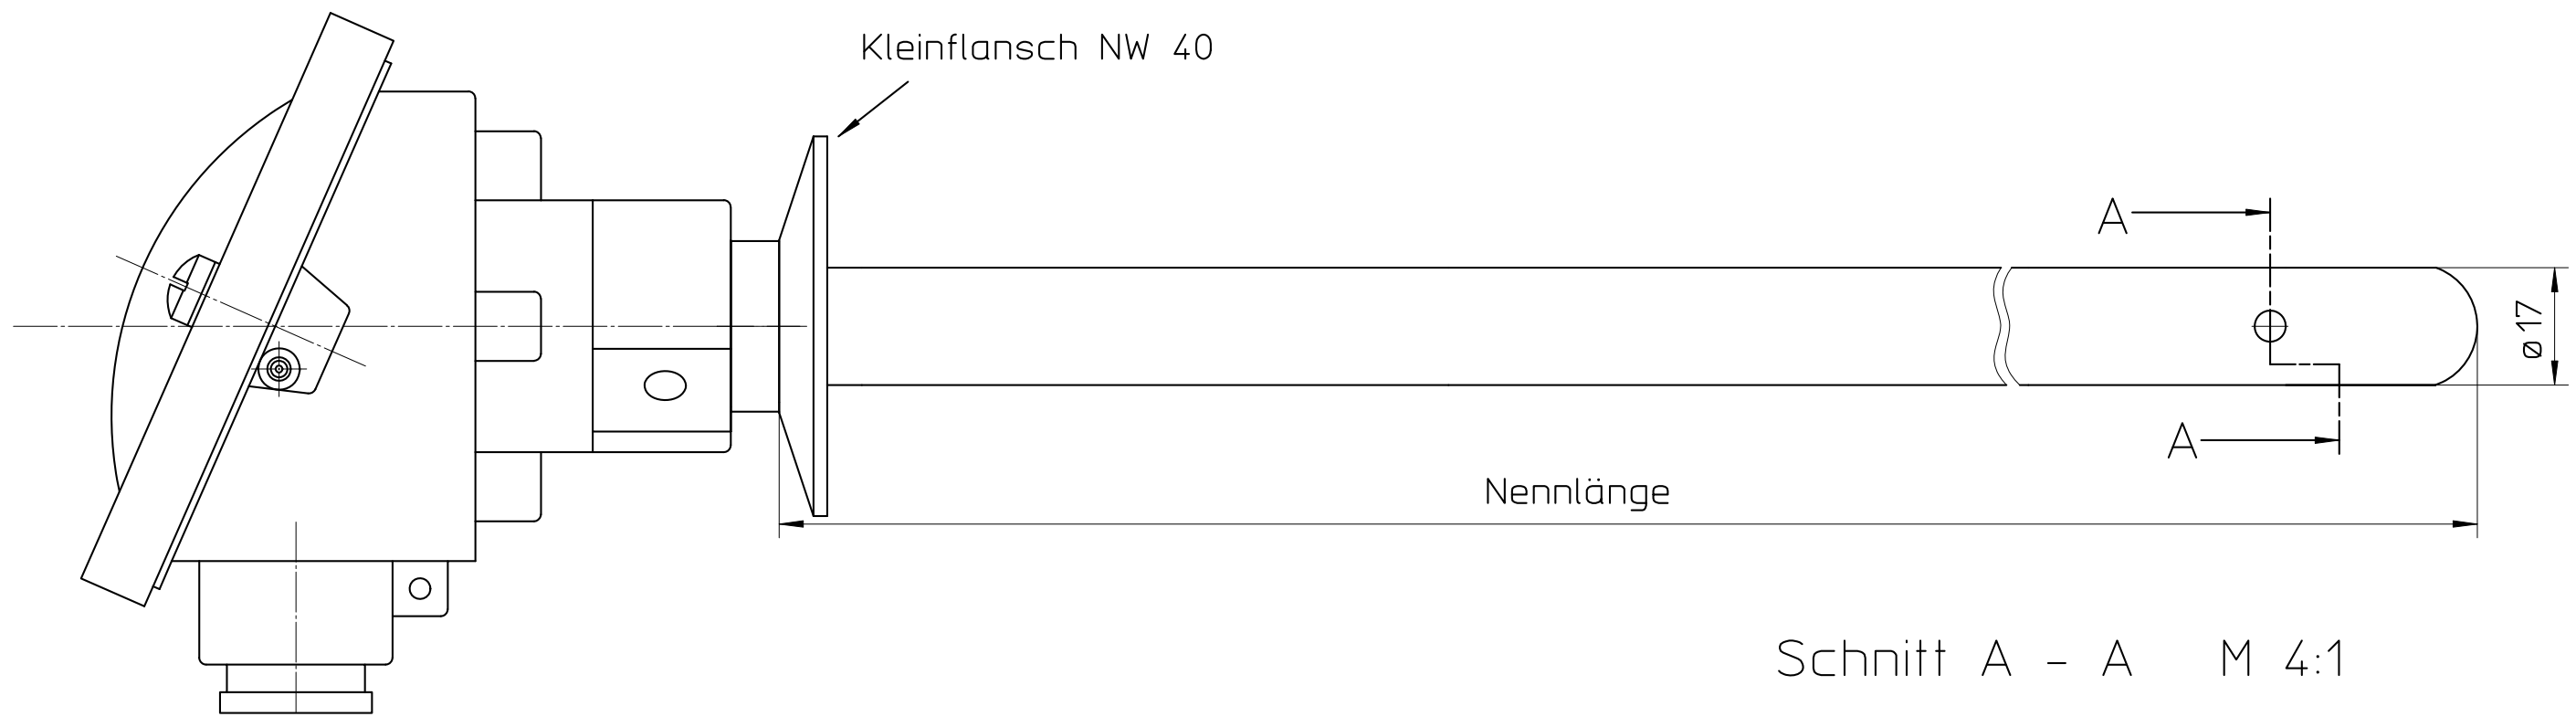 Kleinflansch NW 40
A
ø17
A
Nennlänge
Schnitt A - A M 4:1